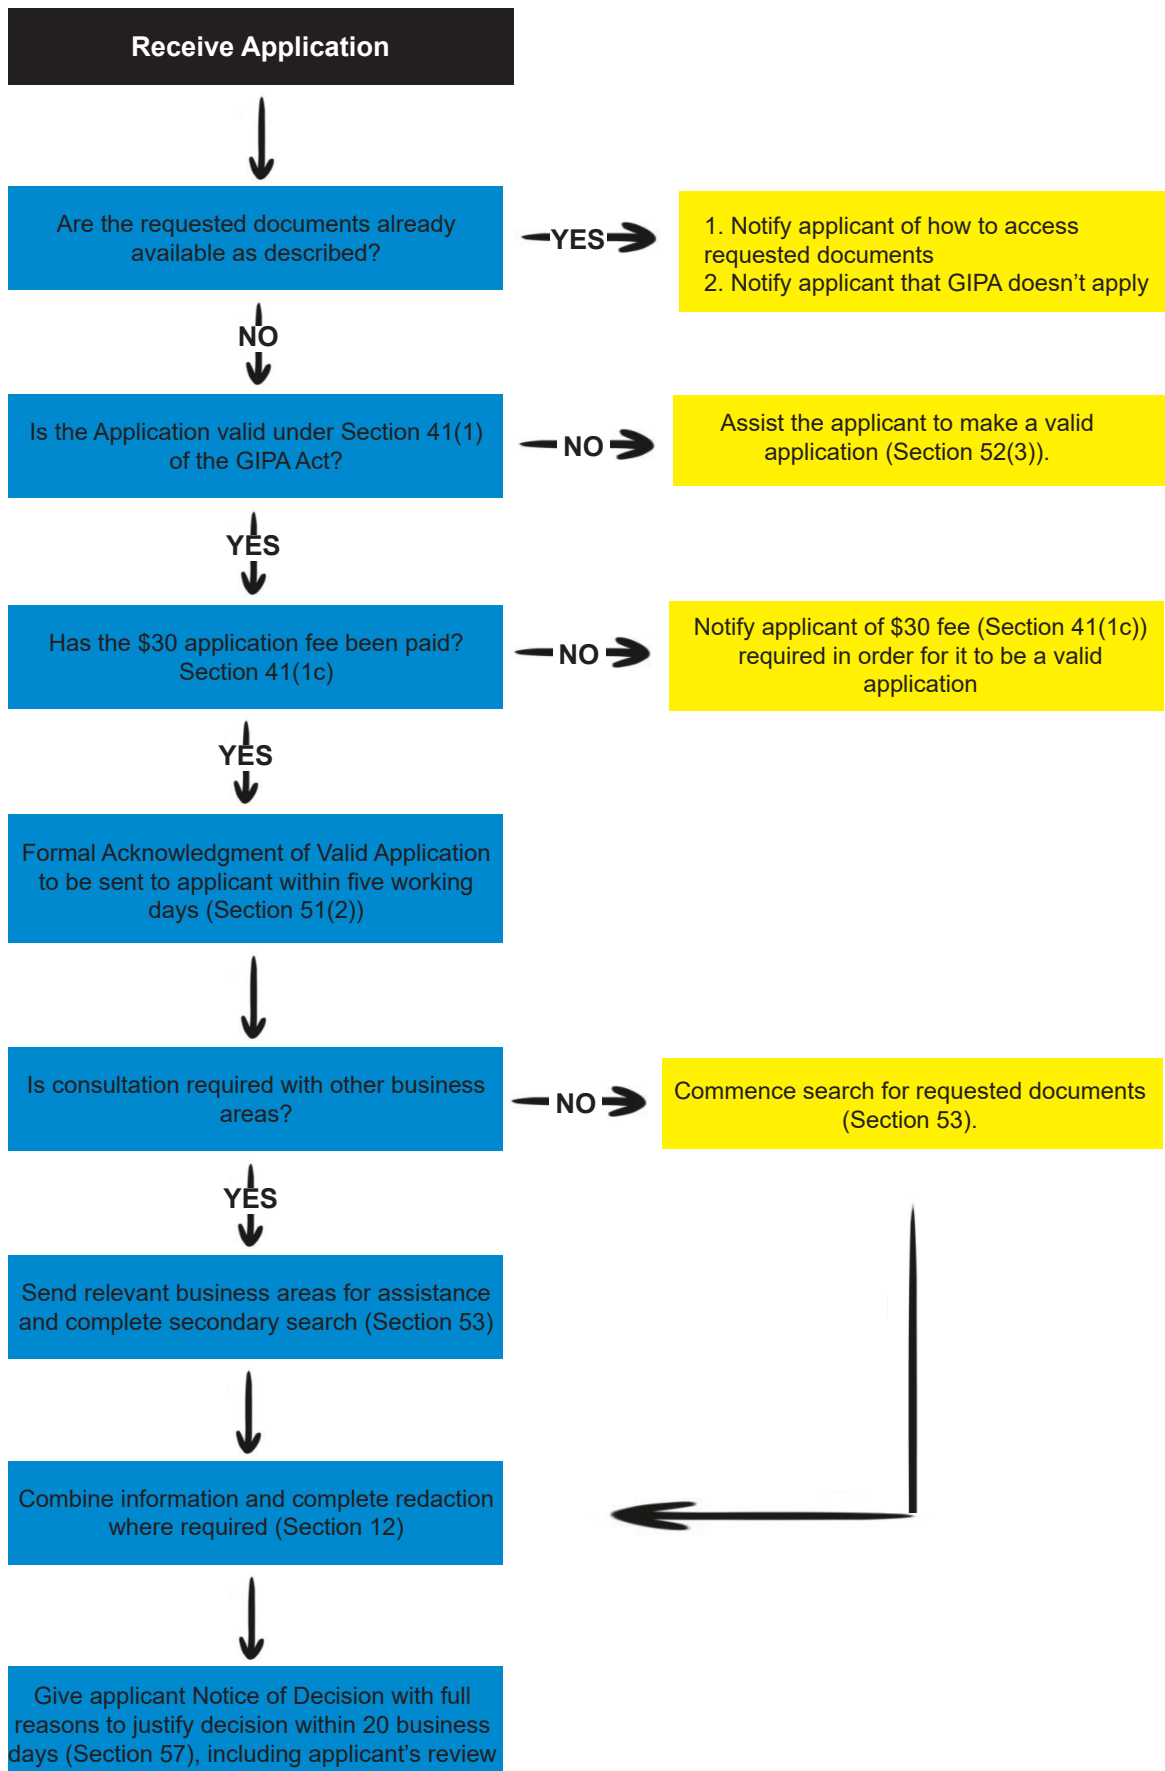 Receive Application
Are the requested documents already
available as described?
YES
1. Notify applicant of how to access
requested documents
2. Notify applicant that GIPA doesn’t apply
NO
Is the Application valid under Section 41(1)
of the GIPA Act?
NO
Assist the applicant to make a valid
application (Section 52(3)).
YES
Has the $30 application fee been paid?
Section 41(1c)
NO
Notify applicant of $30 fee (Section 41(1c))
required in order for it to be a valid
application
YES
Formal Acknowledgment of Valid Application
to be sent to applicant within five working
days (Section 51(2))
Is consultation required with other business
areas?
NO
Commence search for requested documents
(Section 53).
YES
Send relevant business areas for assistance
and complete secondary search (Section 53)
Combine information and complete redaction
where required (Section 12)
Give applicant Notice of Decision with full
reasons to justify decision within 20 business
days (Section 57), including applicant’s review